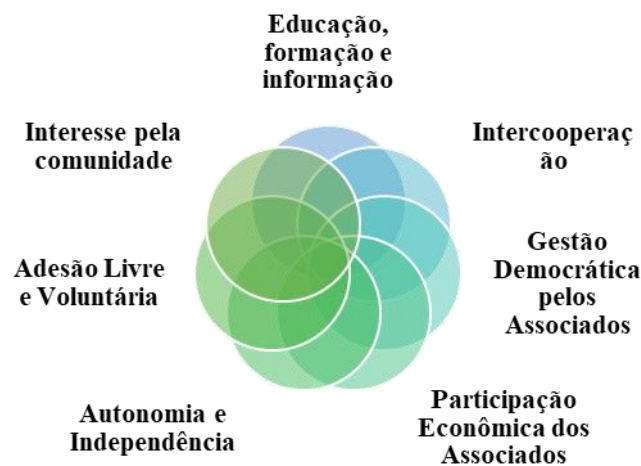 Educação,
formação e
informação
Interesse pela
comunidade
Intercooperaç
ão
Adesão Livre
e Voluntária
Gestão
Democrática
pelos
Associados
Autonomia e
Independência
Participação
Econômica dos
Associados